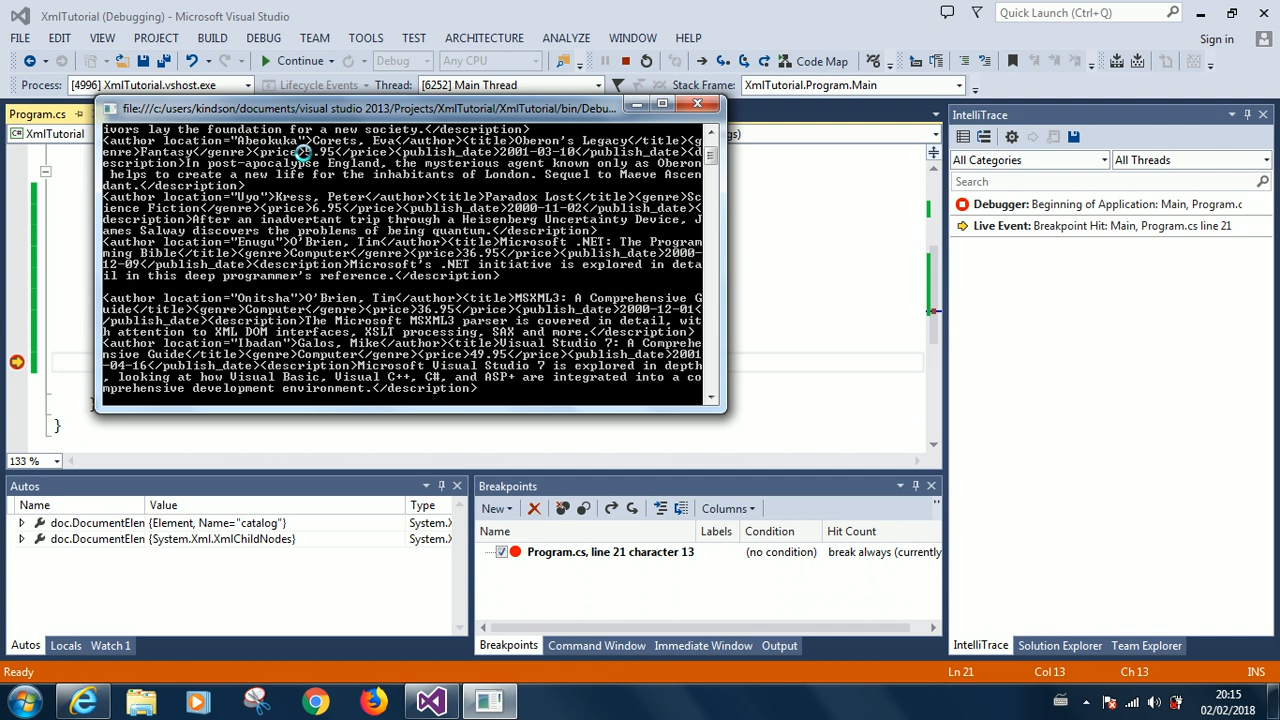 XmlTutorial (Debugging) - Microsoft Visual Studio
Quick Launch (Ctrl+Q)
FILE EDIT VIEW PROJECT BUILD DEBUG TEAM TOOLS TEST ARCHITECTURE ANALYZE WINDOW HELP
Sign in
Continue Debug Any CPU Code Map
Process: [4996] XmlTutorial.vshost.exe Lifecycle Events Thread: [6252] Main Thread Stack Frame: XmlTutorial.Program.Main
Program.cs
XmlTutorial
gs)
file:///c:/users/kindson/documents/visual studio 2013/Projects/XmlTutorial/XmlTutorial/bin/Debu...
ivors lay the foundation for a new society.</description>
<author location="Abeokuka">Corets, Eva</author><title>Oberon's Legacy</title><g
enre>Fantasy</genre><price>5.95</price><publish_date>2001-03-10</publish_date><d
escription>In post-apocalypse England, the mysterious agent known only as Oberon
helps to create a new life for the inhabitants of London. Sequel to Maeve Ascen
dant.</description>
<author location="Uyo">Kress, Peter</author><title>Paradox Lost</title><genre>Sc
ience Fiction</genre><price>6.95</price><publish_date>2000-11-02</publish_date><
description>After an inadvertant trip through a Heisenberg Uncertainty Device, J
ames Salway discovers the problems of being quantum.</description>
<author location="Enugu">O'Brien, Tim</author><title>Microsoft .NET: The Program
ming Bible</title><genre>Computer</genre><price>36.95</price><publish_date>2000-
12-09</publish_date><description>Microsoft's .NET initiative is explored in deta
il in this deep programmer's reference.</description>
<author location="Onitsha">O'Brien, Tim</author><title>MSXML3: A Comprehensive G
uide</title><genre>Computer</genre><price>36.95</price><publish_date>2000-12-01<
/publish_date><description>The Microsoft MSXML3 parser is covered in detail, wit
h attention to XML DOM interfaces, XSLT processing, SAX and more.</description>
<author location="Ibadan">Galos, Mike</author><title>Visual Studio 7: A Comprehe
nsive Guide</title><genre>Computer</genre><price>49.95</price><publish_date>2001
-04-16</publish_date><description>Microsoft Visual Studio 7 is explored in depth
, looking at how Visual Basic, Visual C++, C#, and ASP+ are integrated into a co
mprehensive development environment.</description>
}
}
133 %
IntelliTrace
All Categories All Threads
Search
Debugger: Beginning of Application: Main, Program.c
Live Event: Breakpoint Hit: Main, Program.cs line 21
Autos
Name Value Type
doc.DocumentElen {Element, Name="catalog"} System.X
doc.DocumentElen {System.Xml.XmlChildNodes} System.X
Autos Locals Watch 1
Breakpoints
New Columns
Name Labels Condition Hit Count
Program.cs, line 21 character 13 (no condition) break always (currently
Breakpoints Command Window Immediate Window Output
IntelliTrace Solution Explorer Team Explorer
Ready Ln 21 Col 13 Ch 13 INS
20:15
02/02/2018